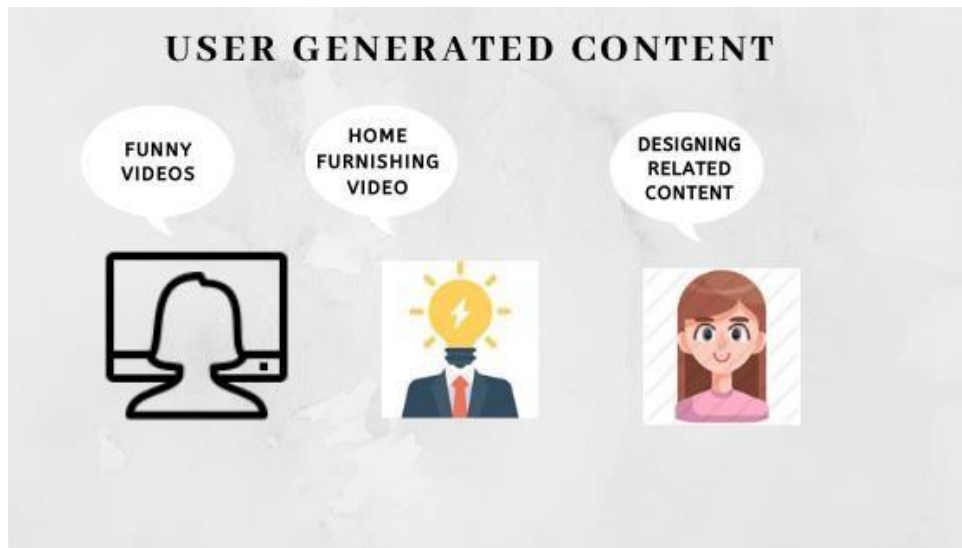 USER GENERATED CONTENT
FUNNY
VIDEOS
HOME
FURNISHING
VIDEO
DESIGNING
RELATED
CONTENT